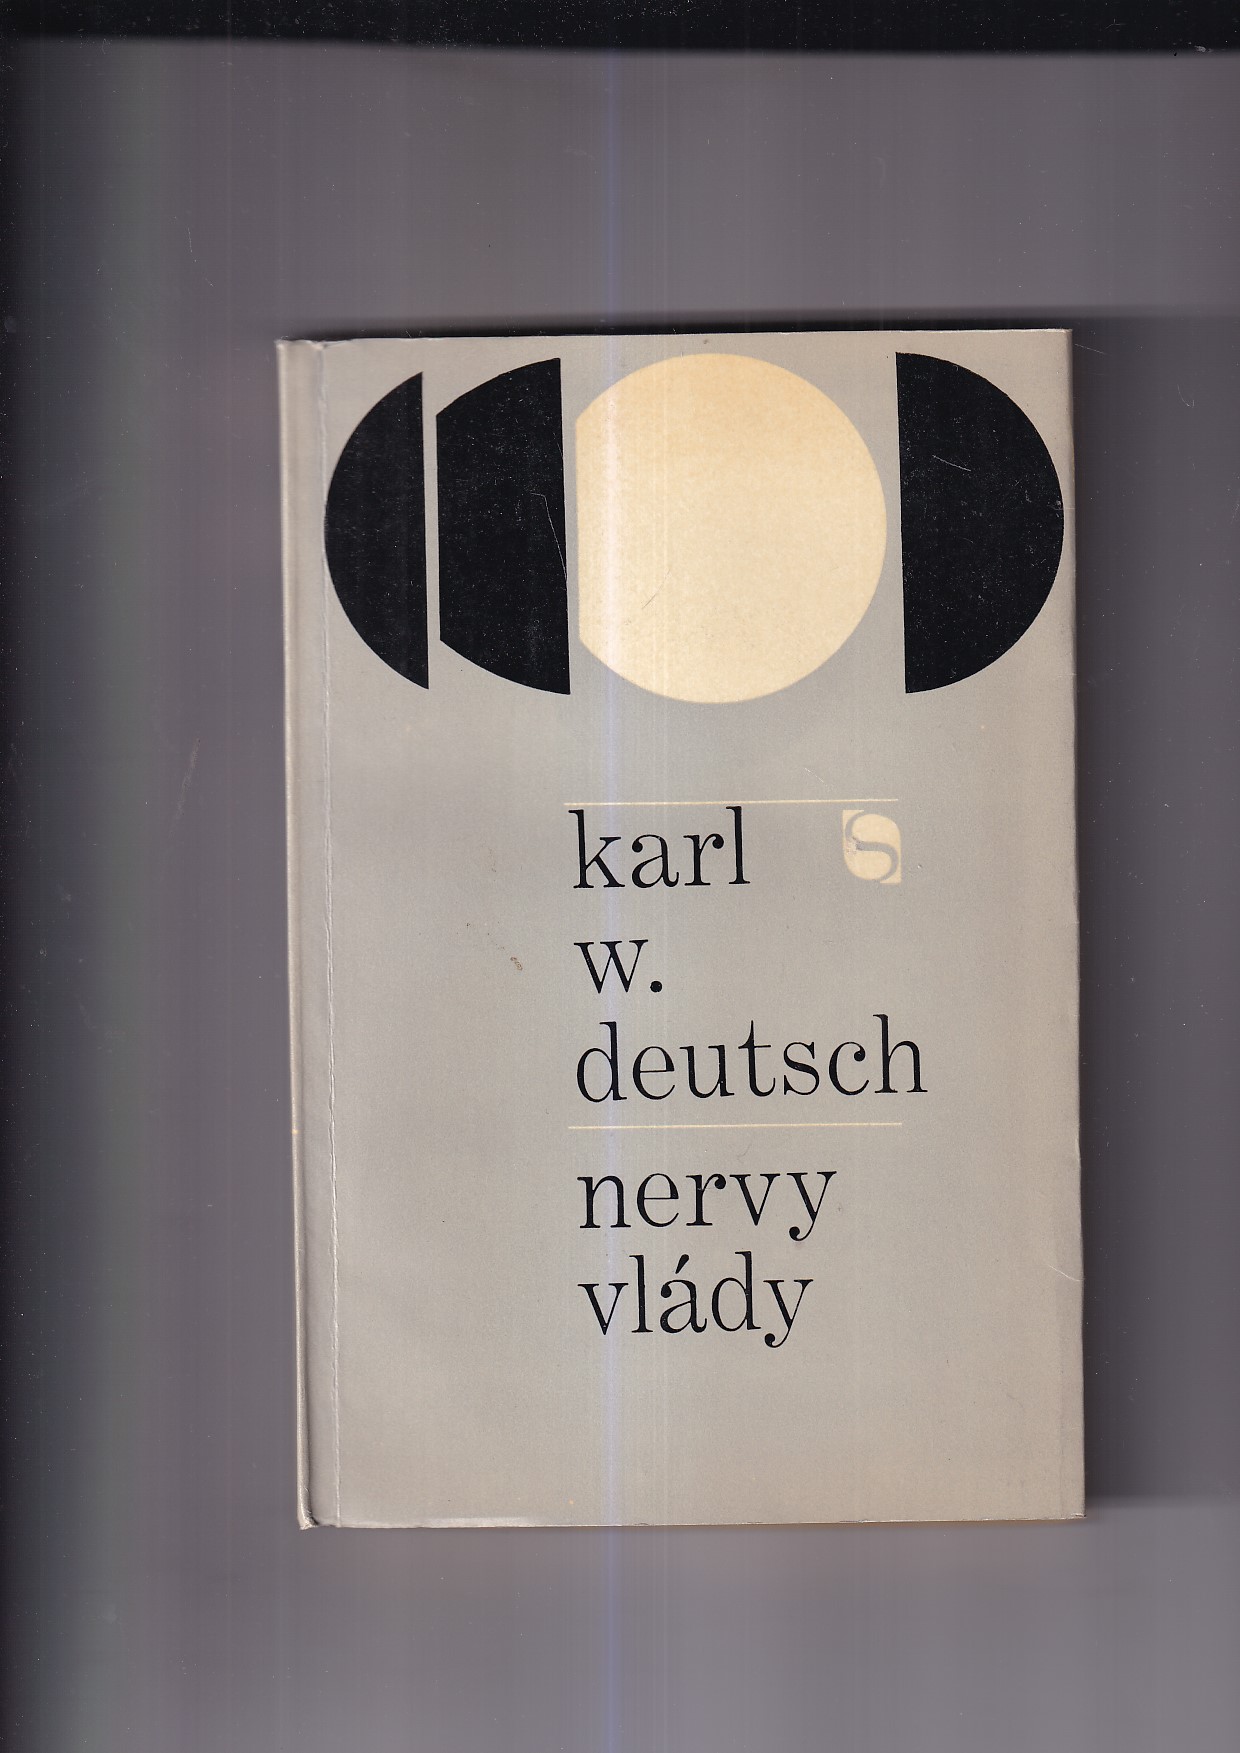 karl s
w.
deutsch
nervy
vlády